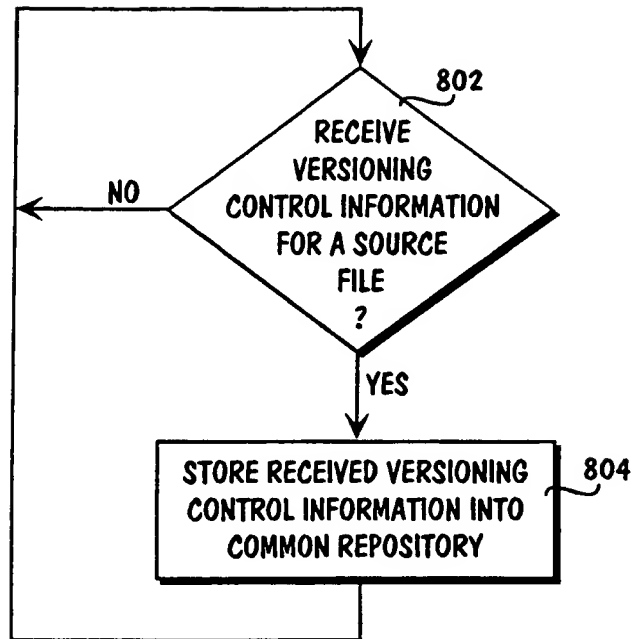 802
RECEIVE
VERSIONING
CONTROL INFORMATION
FOR A SOURCE
FILE
?
NO
YES
STORE RECEIVED VERSIONING
CONTROL INFORMATION INTO
COMMON REPOSITORY
804